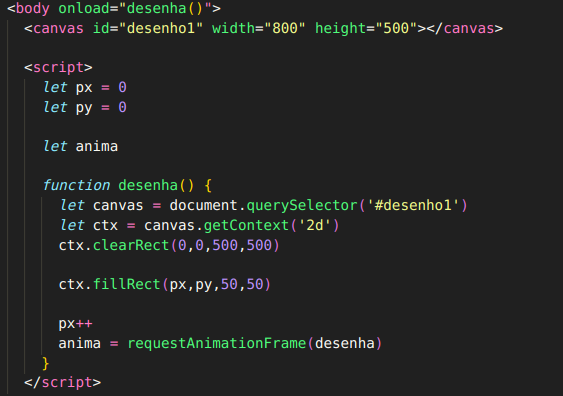 <body onload="desenha()">
<canvas id="desenho1" width="800" height="500"></canvas>
<script>
let px = 0
let py = 0
let anima
function desenha() {
let canvas = document.querySelector('#desenho1')
let ctx = canvas.getContext('2d')
ctx.clearRect(0,0,500,500)
ctx.fillRect(px,py,50,50)
px++
anima = requestAnimationFrame(desenha)
}
</script>